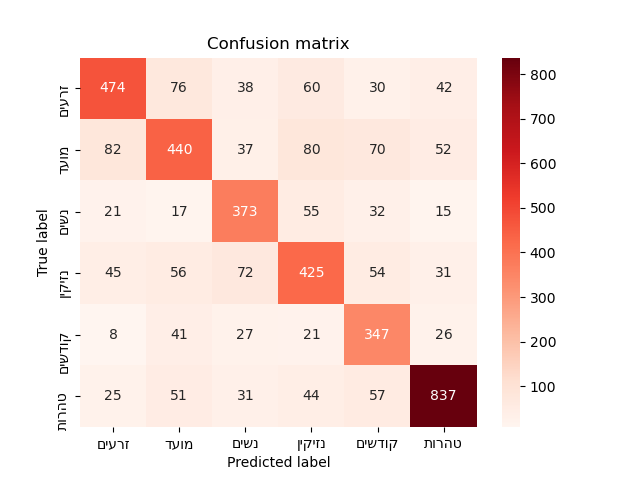 Confusion matrix
True label
זרעים 474 76 38 60 30 42
מועד 82 440 37 80 70 52
נשים 21 17 373 55 32 15
נזיקין 45 56 72 425 54 31
קודשים 8 41 27 21 347 26
טהרות 25 51 31 44 57 837
זרעים מועד נשים נזיקין קודשים טהרות
Predicted label
800
700
600
500
400
300
200
100